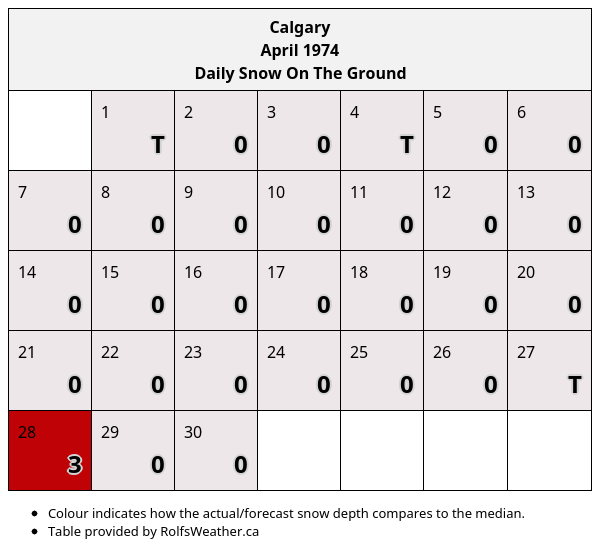 Calgary
April 1974
Daily Snow On The Ground
1 2 3 4 5 6
T 0 0 T 0 0
7 8 9 10 11 12 13
0 0 0 0 0 0 0
14 15 16 17 18 19 20
0 0 0 0 0 0 0
21 22 23 24 25 26 27
0 0 0 0 0 0 T
28 29 30
3 0 0
• Colour indicates how the actual/forecast snow depth compares to the median.
• Table provided by RolfsWeather.ca